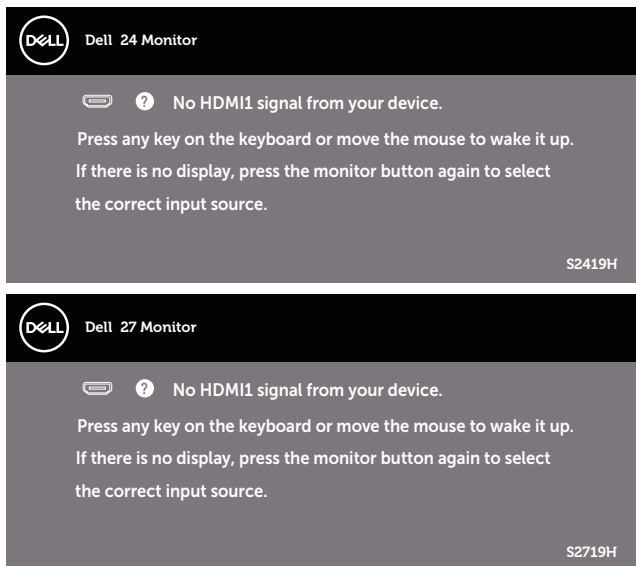 DELL Dell 24 Monitor
? No HDMI1 signal from your device.
Press any key on the keyboard or move the mouse to wake it up.
If there is no display, press the monitor button again to select
the correct input source.
S2419H
DELL Dell 27 Monitor
? No HDMI1 signal from your device.
Press any key on the keyboard or move the mouse to wake it up.
If there is no display, press the monitor button again to select
the correct input source.
S2719H